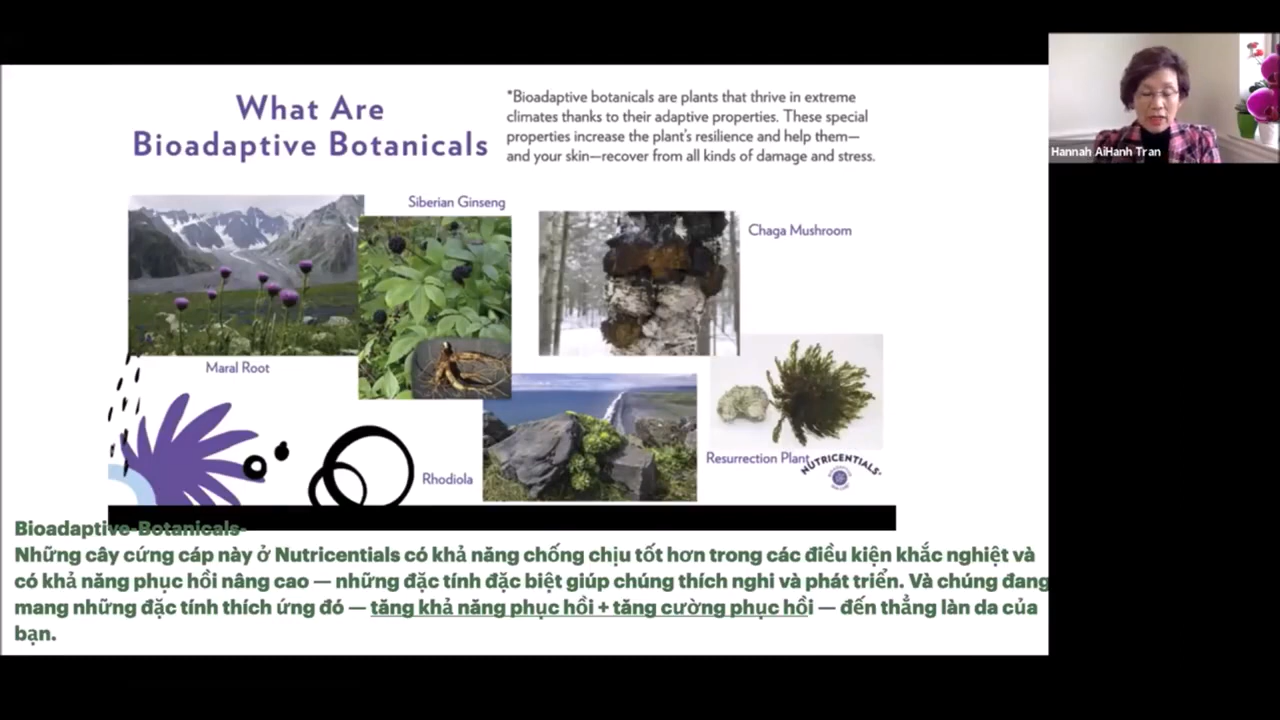 What Are
Bioadaptive Botanicals
*Bioadaptive botanicals are plants that thrive in extreme
climates thanks to their adaptive properties. These special
properties increase the plant's resilience and help them—
and your skin—recover from all kinds of damage and stress.
Hannah AiHanh Tran
Siberian Ginseng
Chaga Mushroom
Maral Root
Rhodiola
Resurrection Plant
NUTRICENTIALS
Bioadaptive-Botanicals-
Những cây cứng cáp này ở Nutricentials có khả năng chống chịu tốt hơn trong các điều kiện khắc nghiệt và
có khả năng phục hồi nâng cao — những đặc tính đặc biệt giúp chúng thích nghi và phát triển. Và chúng đang
mang những đặc tính thích ứng đó — tăng khả năng phục hồi + tăng cường phục hồi — đến thẳng làn da của
bạn.